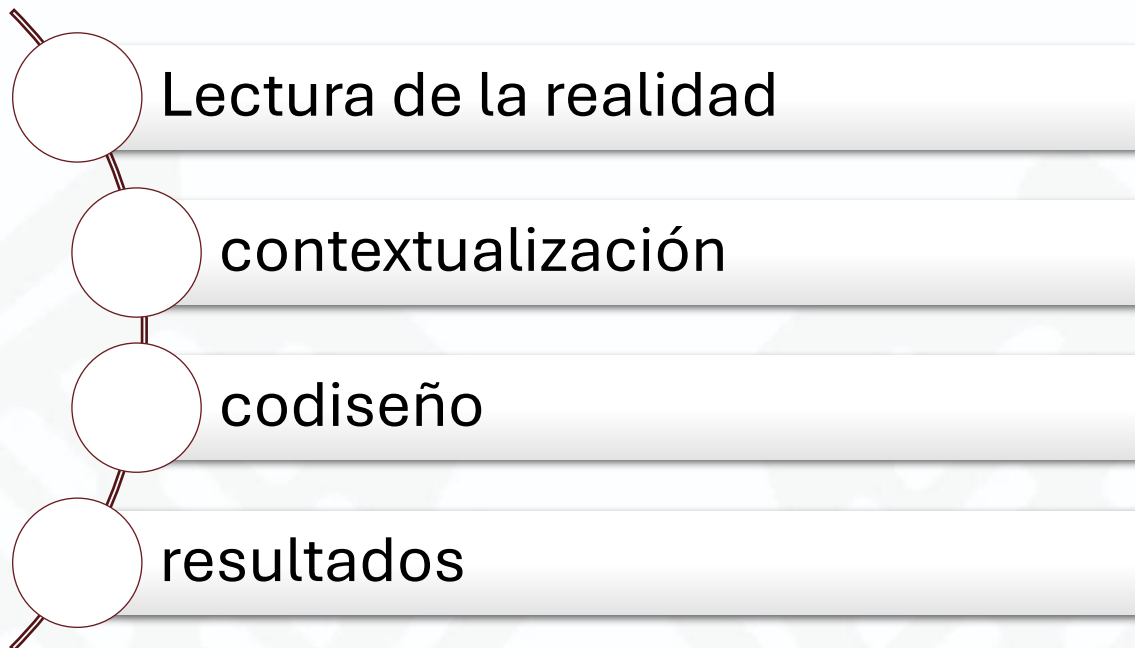 Lectura de la realidad
contextualización
codiseño
resultados